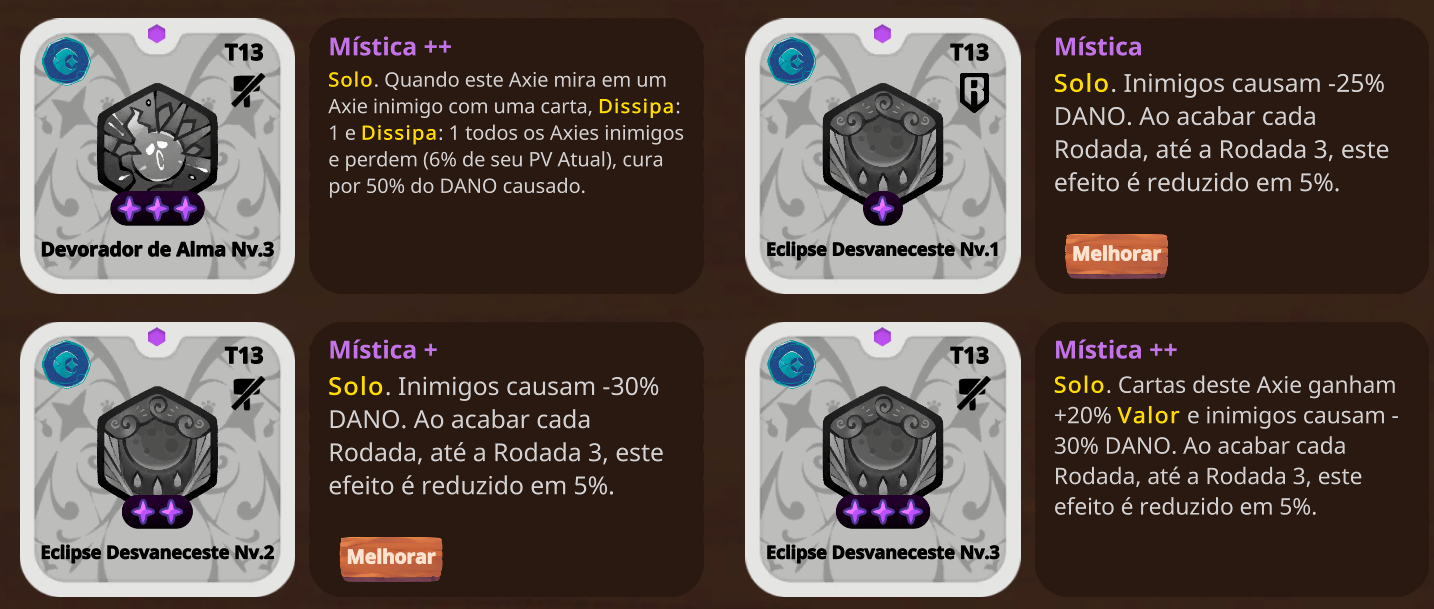 T13
Devorador de Alma Nv.3
Mística ++
Solo. Quando este Axie mira em um
Axie inimigo com uma carta, Dissipa:
1 e Dissipa: 1 todos os Axies inimigos
e perdem (6% de seu PV Atual), cura
por 50% do DANO causado.
T13
R
Eclipse Desvaneceste Nv.1
Mística
Solo. Inimigos causam -25%
DANO. Ao acabar cada
Rodada, até a Rodada 3, este
efeito é reduzido em 5%.
Melhorar
T13
Eclipse Desvaneceste Nv.2
Mística +
Solo. Inimigos causam -30%
DANO. Ao acabar cada
Rodada, até a Rodada 3, este
efeito é reduzido em 5%.
Melhorar
T13
Eclipse Desvaneceste Nv.3
Mística ++
Solo. Cartas deste Axie ganham
+20% Valor e inimigos causam -
30% DANO. Ao acabar cada
Rodada, até a Rodada 3, este
efeito é reduzido em 5%.